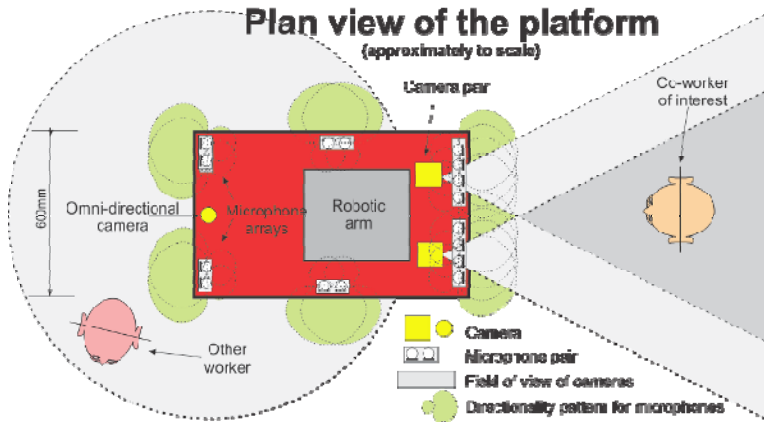 Plan view of the platform
(approximately to scale)
Camera pair
Co-worker
of interest
600mm
Omni-directional
camera
Microphone
arrays
Robotic
arm
Other
worker
Camera
Microphone pair
Field of view of cameras
Directionality pattern for microphones